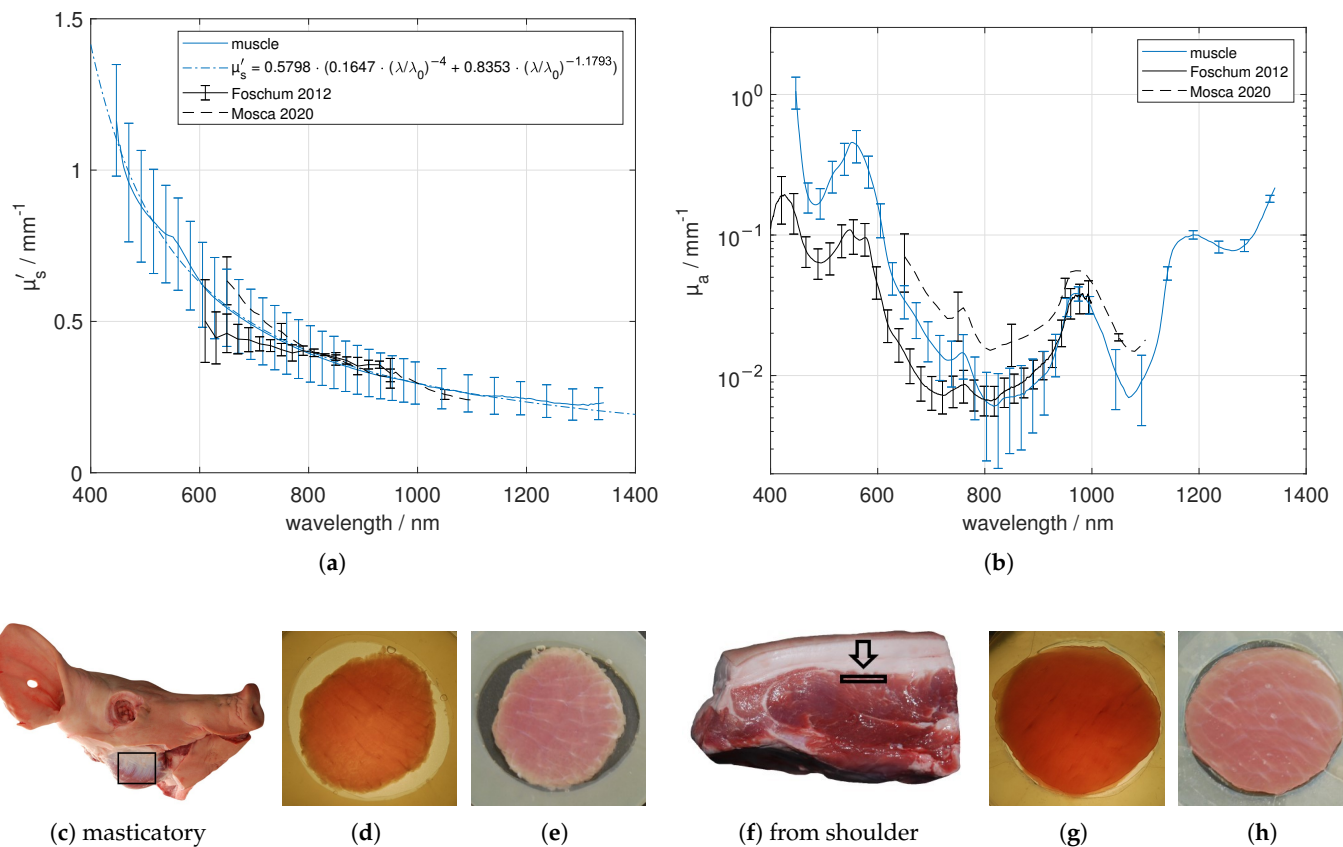 1.5
1
0.5
0
μs′ / mm-1
muscle
μs′ = 0.5798 · (0.1647 · (λ/λ0)-4 + 0.8353 · (λ/λ0)-1.1793)
Foschum 2012
Mosca 2020
400 600 800 1000 1200 1400
wavelength / nm
(a)
100
10-1
10-2
μa / mm-1
muscle
Foschum 2012
Mosca 2020
400 600 800 1000 1200 1400
wavelength / nm
(b)
(c) masticatory
(d)
(e)
(f) from shoulder
(g)
(h)